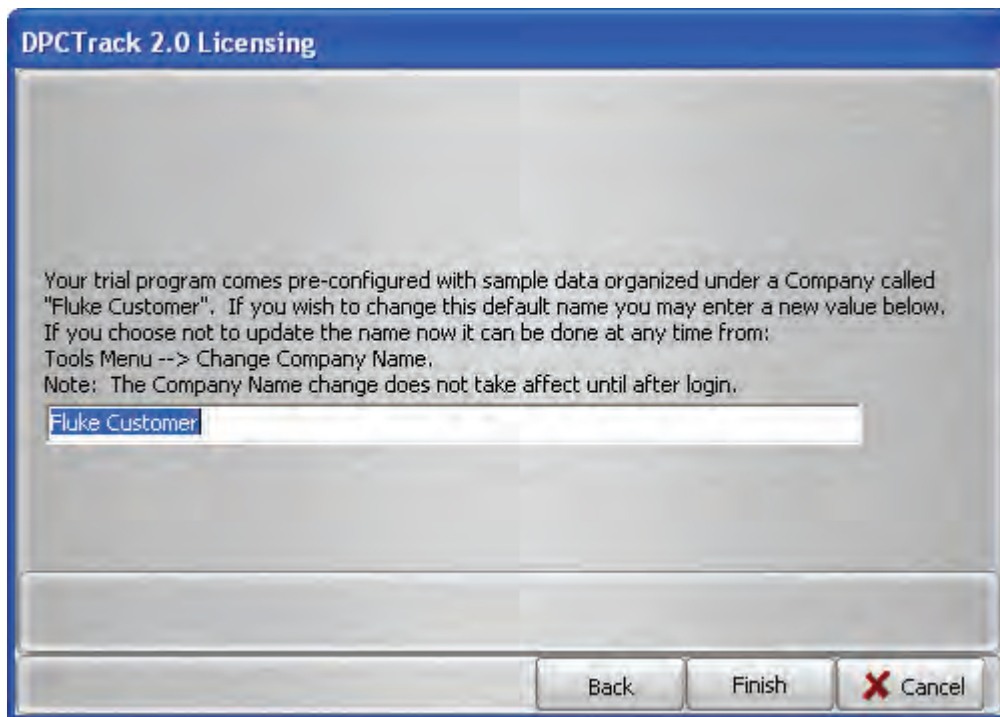 DPCTrack 2.0 Licensing
Your trial program comes pre-configured with sample data organized under a Company called
"Fluke Customer".  If you wish to change this default name you may enter a new value below.
If you choose not to update the name now it can be done at any time from:
Tools Menu --> Change Company Name.
Note:  The Company Name change does not take affect until after login.
Fluke Customer
Back
Finish
Cancel